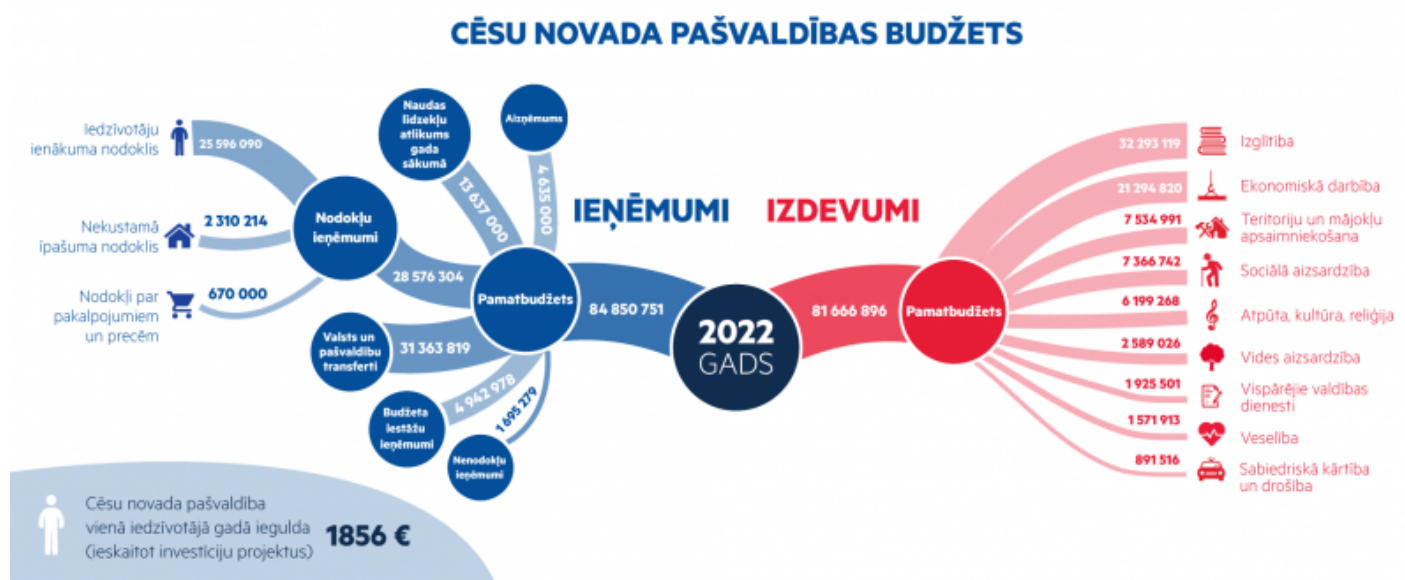 CĒSU NOVADA PAŠVALDĪBAS BUDŽETS
Iedzīvotāju
ienākuma nodoklis
25 596 090
Nekustamā
īpašuma nodoklis
2 310 214
Nodokļi par
pakalpojumiem
un precēm
670 000
Nodokļu
ieņēmumi
28 576 304
Naudas
līdzekļu
atlikums
gada
sākumā
13 637 000
Aizņēmums
4 635 000
Valsts un
pašvaldību
transferti
31 363 819
Budžeta
iestāžu
ieņēmumi
4 942 978
Nenodokļu
ieņēmumi
1 695 279
Pamatbudžets
IEŅĒMUMI
84 850 751
2022
GADS
IZDEVUMI
81 666 896
Pamatbudžets
32 293 119
Izglītība
21 294 820
Ekonomiskā darbība
7 534 991
Teritoriju un mājokļu
apsaimniekošana
7 366 742
Sociālā aizsardzība
6 199 268
Atpūta, kultūra, reliģija
2 589 026
Vides aizsardzība
1 925 501
Vispārējie valdības
dienesti
1 571 913
Veselība
891 516
Sabiedriskā kārtība
un drošība
Cēsu novada pašvaldība
vienā iedzīvotājā gadā iegulda
(ieskaitot investīciju projektus)
1856 €